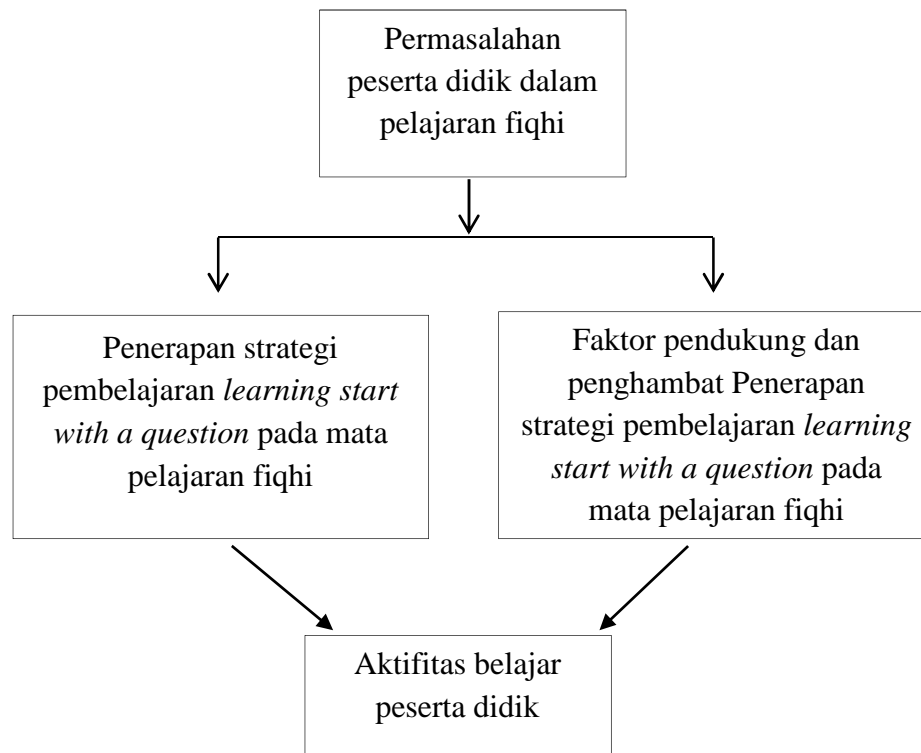 Permasalahan
peserta didik dalam
pelajaran fiqhi
Penerapan strategi
pembelajaran learning start
with a question pada mata
pelajaran fiqhi
Faktor pendukung dan
penghambat Penerapan
strategi pembelajaran learning
start with a question pada
mata pelajaran fiqhi
Aktifitas belajar
peserta didik